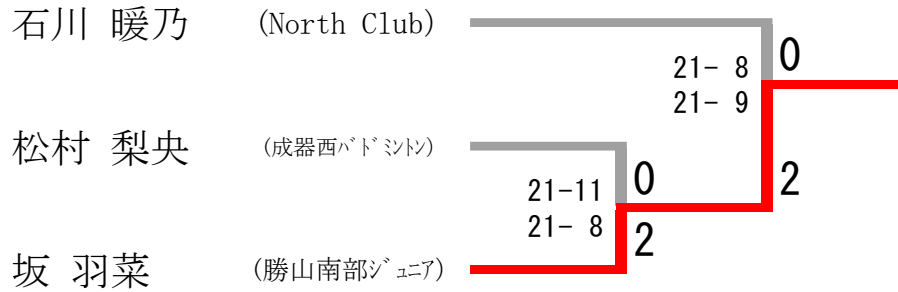 石川 暖乃 (North Club)
0
21- 8
21- 9
松村 梨央 (成器西ﾊﾞﾄﾞﾐﾝﾄﾝ)
2
21-11 0
21- 8 2
坂 羽菜 (勝山南部ｼﾞｭﾆｱ)